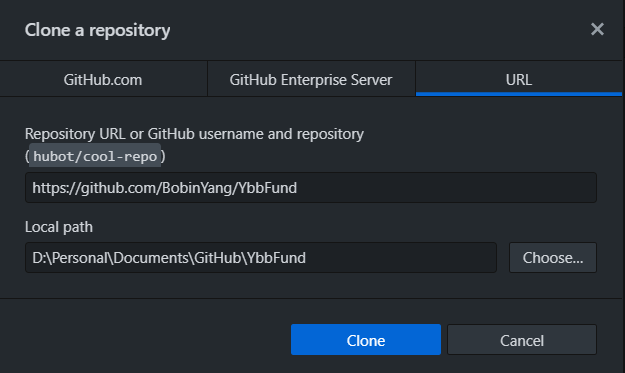 Clone a repository
GitHub.com
GitHub Enterprise Server
URL
Repository URL or GitHub username and repository
(hubot/cool-repo)
https://github.com/BobinYang/YbbFund
Local path
D:\Personal\Documents\GitHub\YbbFund
Choose...
Clone
Cancel